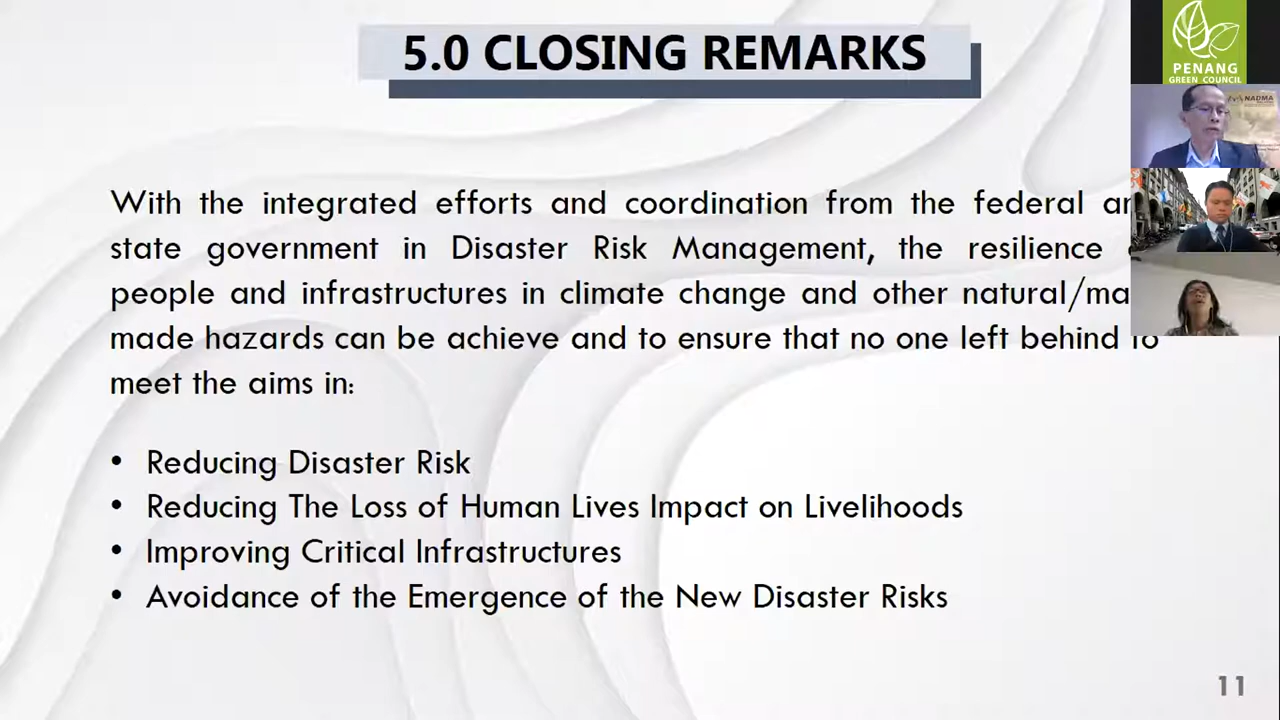 5.0 CLOSING REMARKS
PENANG
GREEN COUNCIL
NADMA
With the integrated efforts and coordination from the federal an
state government in Disaster Risk Management, the resilience
people and infrastructures in climate change and other natural/ma
made hazards can be achieve and to ensure that no one left behind to
meet the aims in:
• Reducing Disaster Risk
• Reducing The Loss of Human Lives Impact on Livelihoods
• Improving Critical Infrastructures
• Avoidance of the Emergence of the New Disaster Risks
11